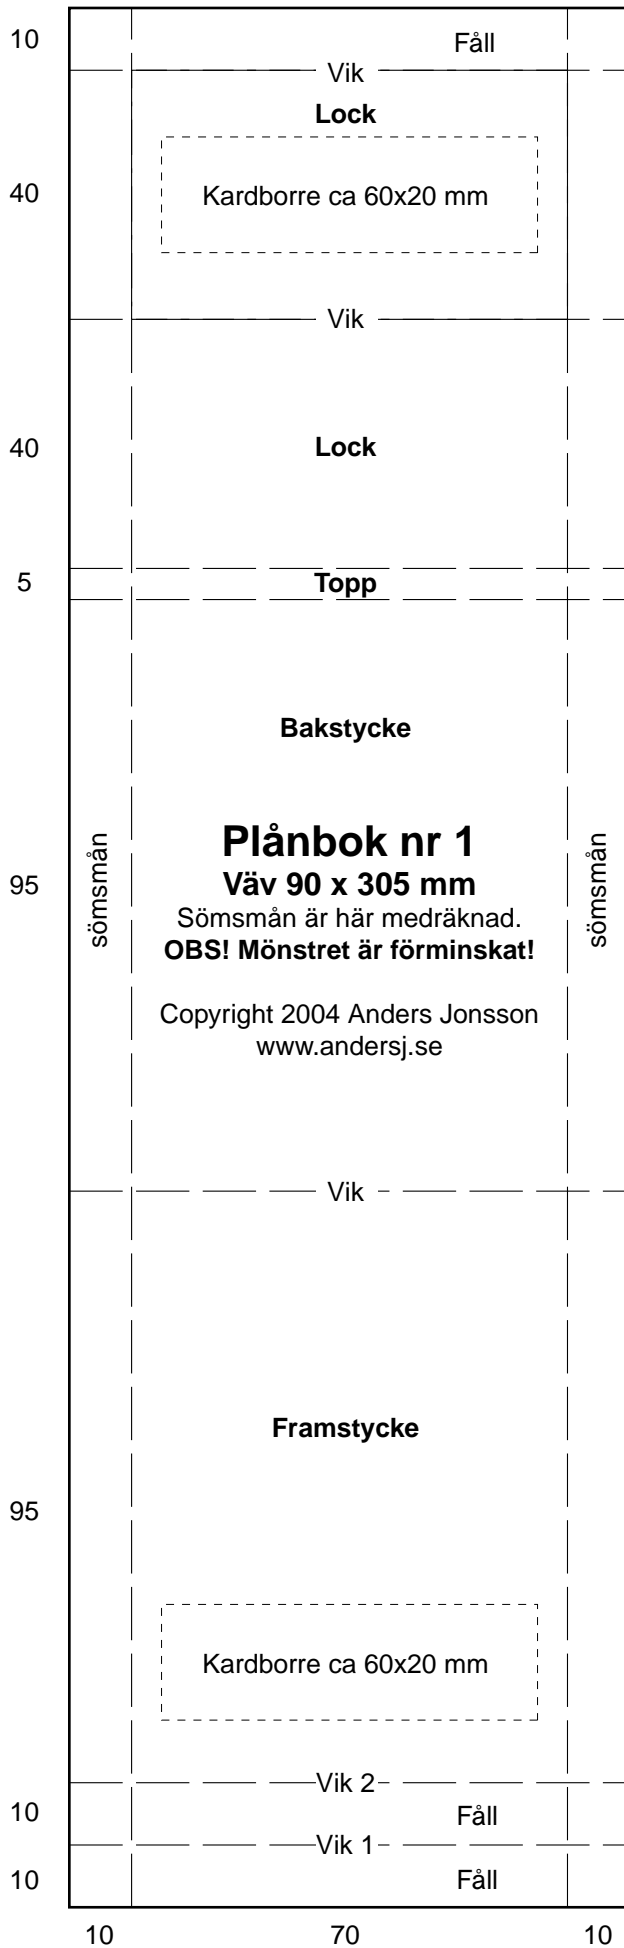 10
Fåll
Vik
Lock
40
Kardborre ca 60x20 mm
Vik
40
Lock
5
Topp
Bakstycke
sömsmån
95
Plånbok nr 1
Väv 90 x 305 mm
Sömsmån är här medräknad.
OBS! Mönstret är förminskat!
sömsmån
Copyright 2004 Anders Jonsson
www.andersj.se
Vik
Framstycke
95
Kardborre ca 60x20 mm
Vik 2
10
Fåll
Vik 1
10
Fåll
10 70 10